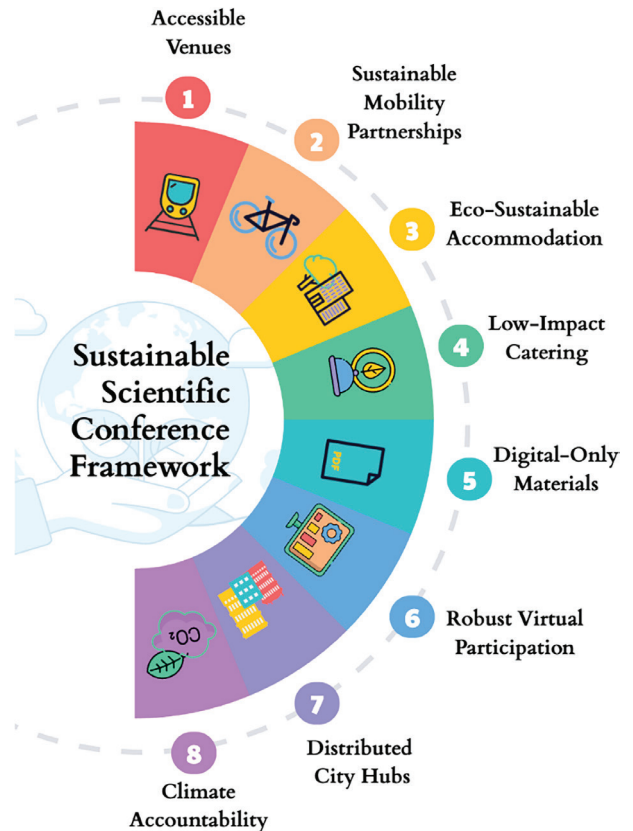 Accessible
Venues
1
Sustainable
Mobility
Partnerships
2
Eco-Sustainable
Accommodation
3
Low-Impact
Catering
4
Sustainable
Scientific
Conference
Framework
Digital-Only
Materials
5
PDF
Robust Virtual
Participation
6
Distributed
City Hubs
7
CO₂
Climate
Accountability
8